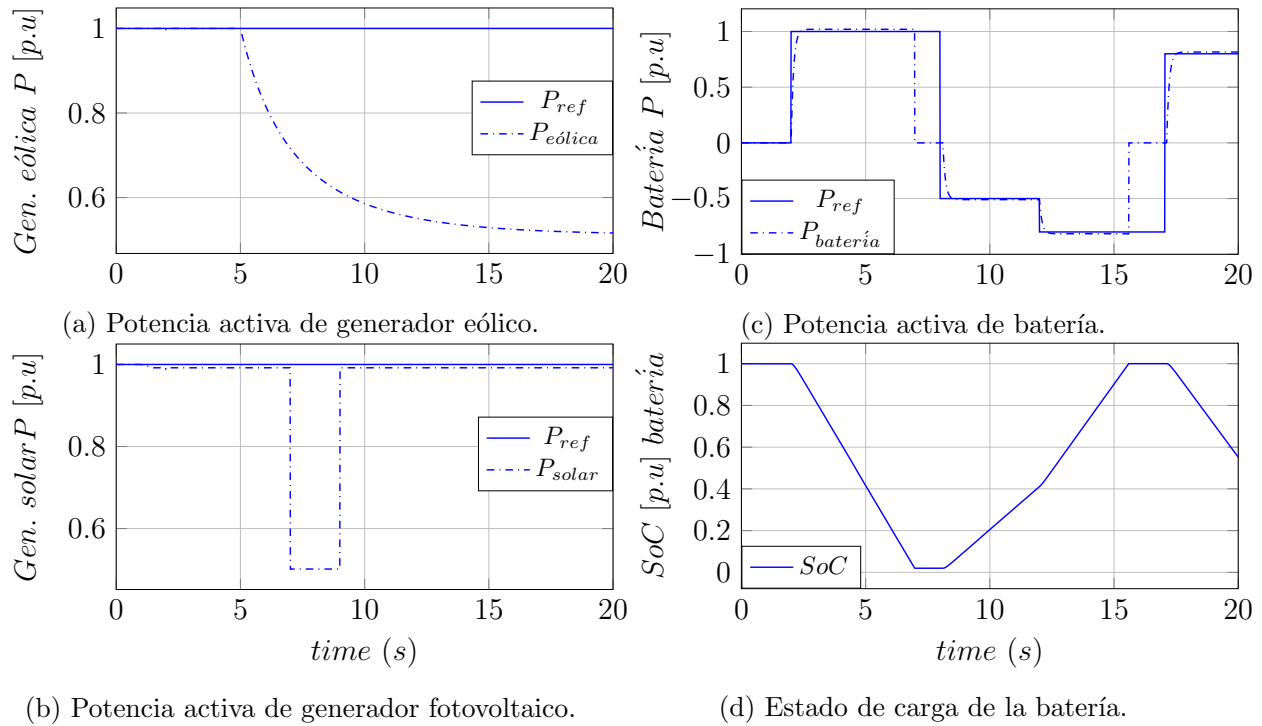 Gen. eólica P [p.u]
1
0.8
0.6
0 5 10 15 20
P_ref
P_eólica
(a) Potencia activa de generador eólico.
Gen. solar P [p.u]
1
0.8
0.6
0 5 10 15 20
P_ref
P_solar
time (s)
(b) Potencia activa de generador fotovoltaico.
Batería P [p.u]
1
0.5
0
−0.5
−1
0 5 10 15 20
P_ref
P_batería
(c) Potencia activa de batería.
SoC [p.u] batería
1
0.8
0.6
0.4
0.2
0
0 5 10 15 20
SoC
time (s)
(d) Estado de carga de la batería.